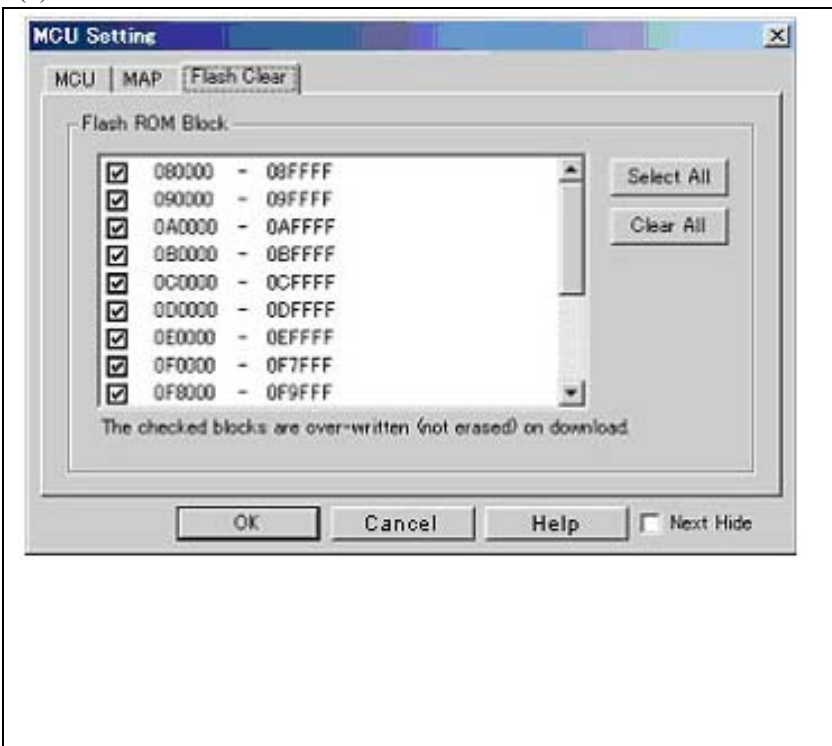 MCU Setting
MCU
MAP
Flash Clear
Flash ROM Block
080000 - 08FFFF
090000 - 09FFFF
0A0000 - 0AFFFF
0B0000 - 0BFFFF
0C0000 - 0CFFFF
0D0000 - 0DFFFF
0E0000 - 0EFFFF
0F0000 - 0F7FFF
0F8000 - 0F9FFF
Select All
Clear All
The checked blocks are over-written (not erased) on download.
OK
Cancel
Help
Next Hide